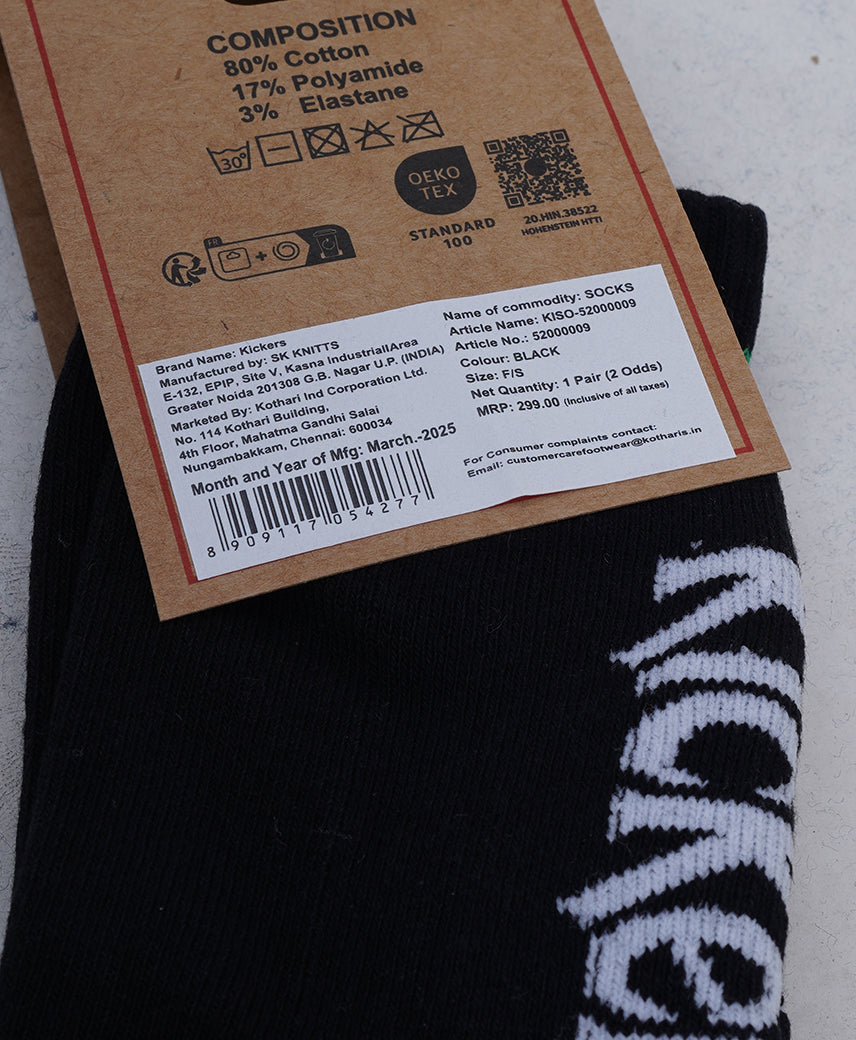 COMPOSITION
80% Cotton
17% Polyamide
3% Elastane
30°
OEKO
TEX
STANDARD
100
20.HIN.38522
HOHENSTEIN HTTI
FR
+
Brand Name: Kickers
Manufactured by: SK KNITTS
E-132, EPIP, Site V, Kasna IndustriallArea
Greater Noida 201308 G.B. Nagar U.P. (INDIA)
Marketed By: Kothari Ind Corporation Ltd.
No. 114 Kothari Building,
4th Floor, Mahatma Gandhi Salai
Nungambakkam, Chennai: 600034
Month and Year of Mfg: March.-2025
8 909117 054277
Name of commodity: SOCKS
Article Name: KISO-52000009
Article No.: 52000009
Colour: BLACK
Size: F/S
Net Quantity: 1 Pair (2 Odds)
MRP: 299.00 (Inclusive of all taxes)
For Consumer complaints contact:
Email: customercarefootwear@kotharis.in
Kicke